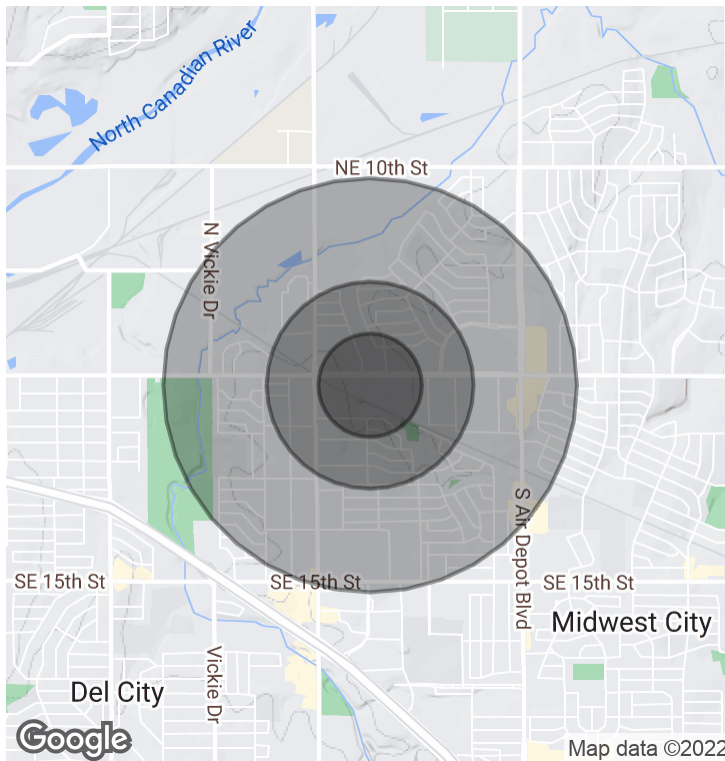 North Canadian River
NE 10th St
N Vickie Dr
S Air Depot Blvd
SE 15th St
SE 15th St
SE 15th St
Midwest City
Vickie Dr
Del City
Google
Map data ©2022